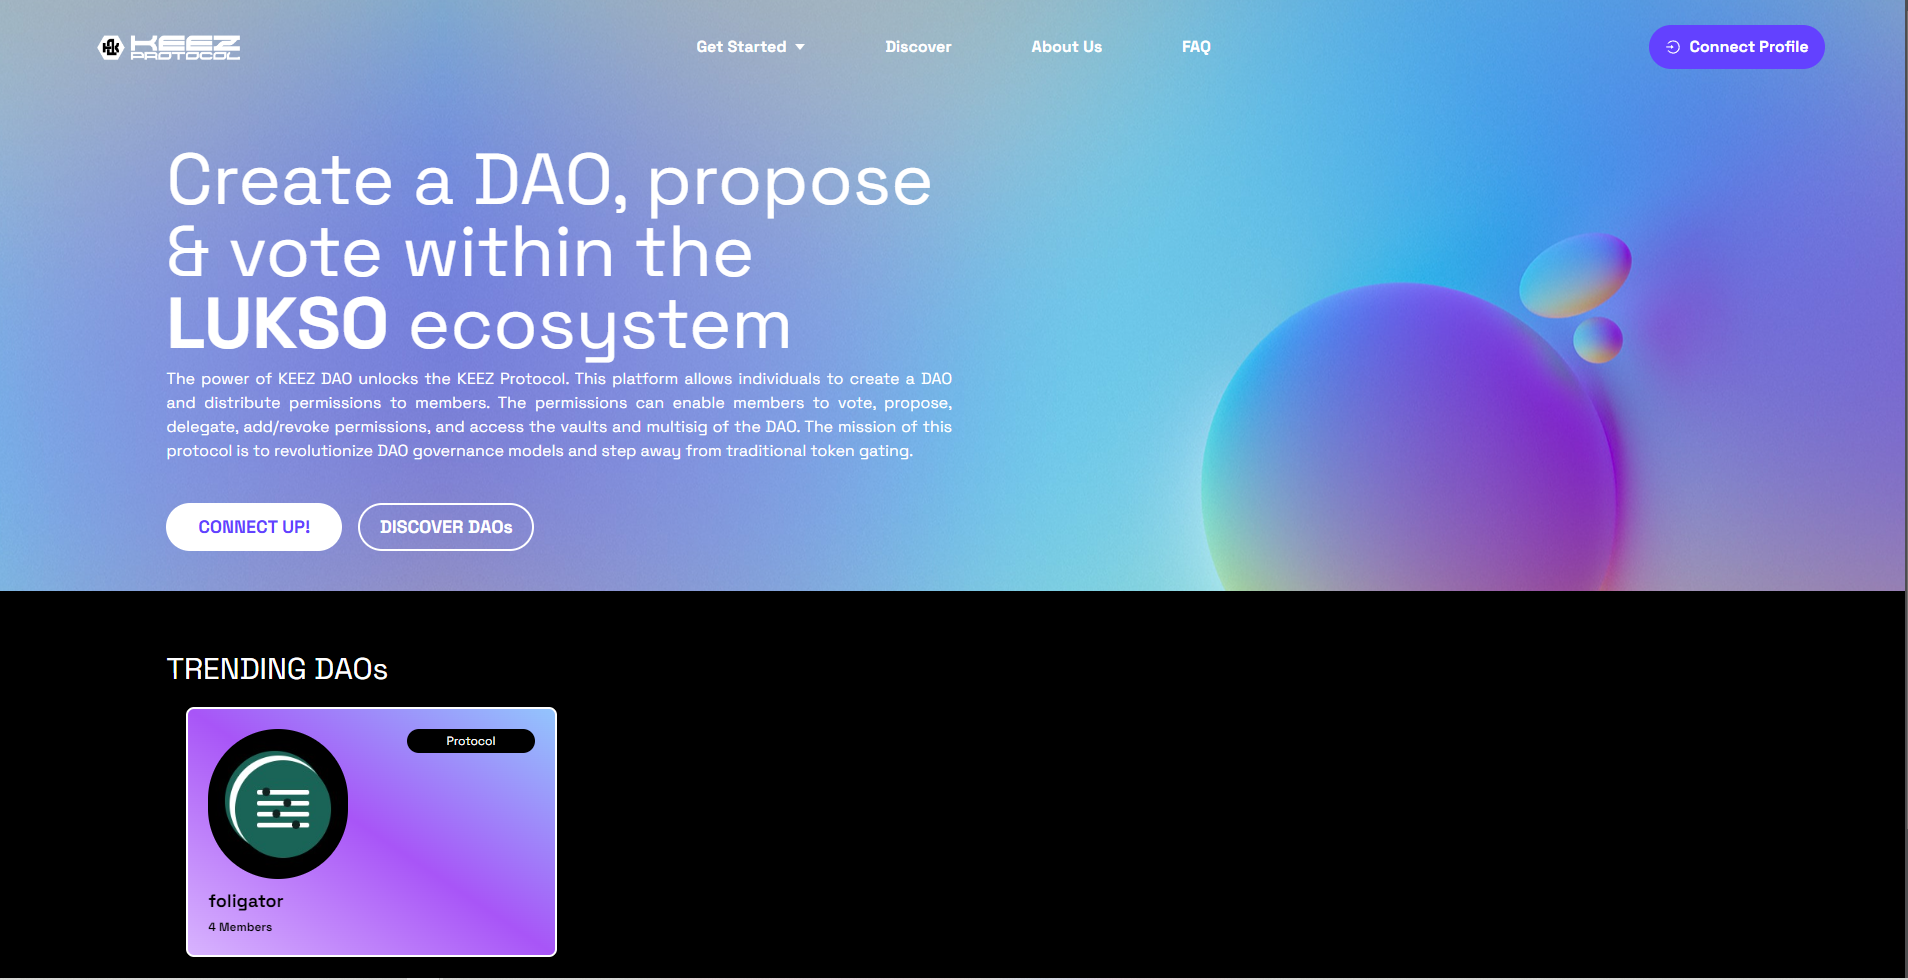 KEEZ
PROTOCOL
Get Started
Discover
About Us
FAQ
Connect Profile
Create a DAO, propose
& vote within the
LUKSO ecosystem
The power of KEEZ DAO unlocks the KEEZ Protocol. This platform allows individuals to create a DAO
and distribute permissions to members. The permissions can enable members to vote, propose,
delegate, add/revoke permissions, and access the vaults and multisig of the DAO. The mission of this
protocol is to revolutionize DAO governance models and step away from traditional token gating.
CONNECT UP!
DISCOVER DAOs
TRENDING DAOs
Protocol
foligator
4 Members